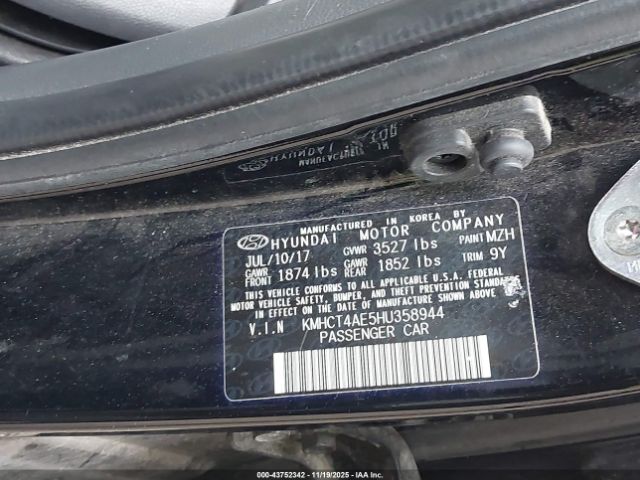 MANUFACTURED IN KOREA BY
HYUNDAI MOTOR COMPANY
JUL/10/17 GVWR 3527 lbs PAINT MZH
GAWR FRONT 1874 lbs GAWR REAR 1852 lbs TRIM 9Y
THIS VEHICLE CONFORMS TO ALL APPLICABLE U.S.A. FEDERAL
MOTOR VEHICLE SAFETY, BUMPER, AND THEFT PREVENTION STANDARDS
IN EFFECT ON THE DATE OF MANUFACTURE SHOWN ABOVE.
V.I.N KMHCT4AE5HU358944
PASSENGER CAR
000-43752342 11/19/2025 IAAI.COM